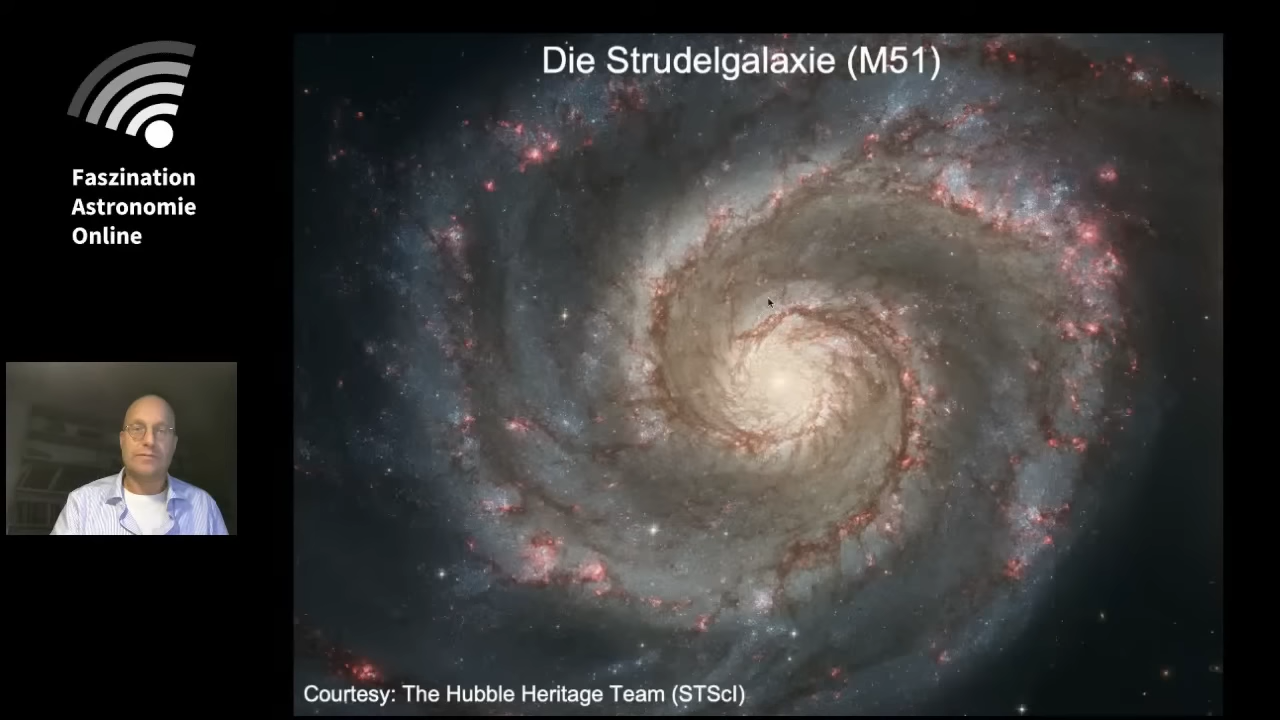 Faszination
Astronomie
Online
Die Strudelgalaxie (M51)
Courtesy: The Hubble Heritage Team (STScI)